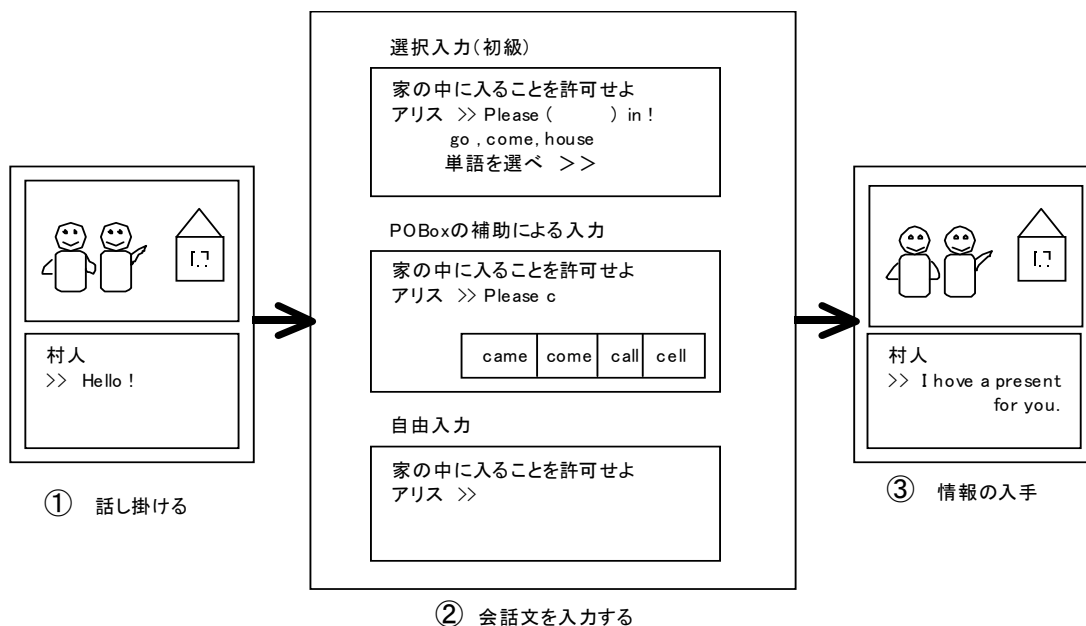 村人
>> Hello !
① 話し掛ける
選択入力(初級)
家の中に入ることを許可せよ
アリス >> Please ( ) in !
go , come, house
単語を選べ >>
POBoxの補助による入力
家の中に入ることを許可せよ
アリス >> Please c
came come call cell
自由入力
家の中に入ることを許可せよ
アリス >>
② 会話文を入力する
村人
>> I hove a present
for you.
③ 情報の入手